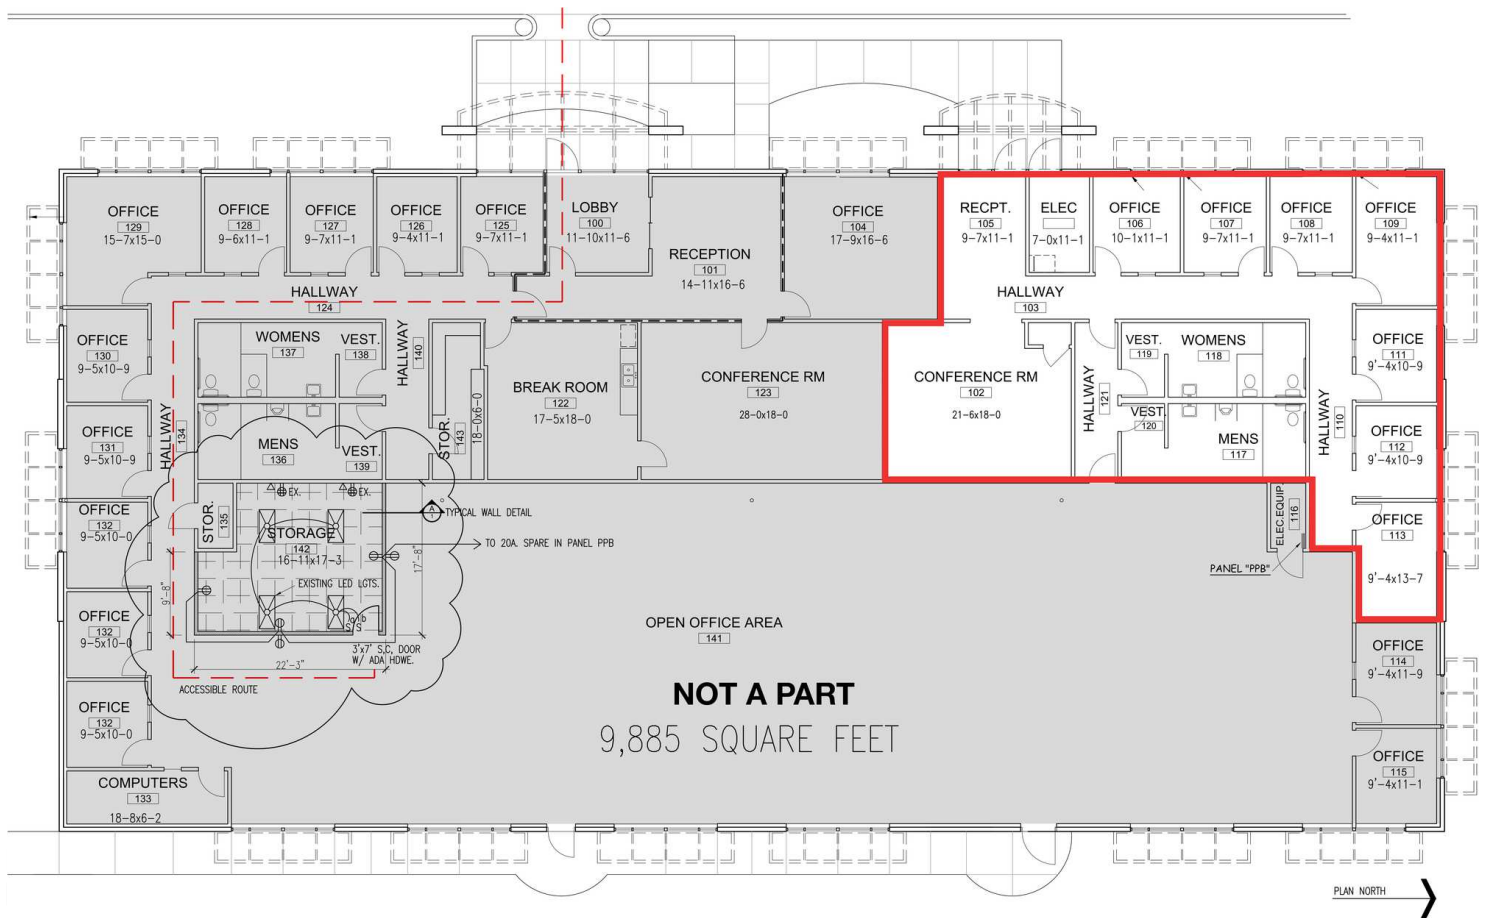 OFFICE
129
15-7x15-0
OFFICE
128
9-6x11-1
OFFICE
127
9-7x11-1
OFFICE
126
9-4x11-1
OFFICE
125
9-7x11-1
LOBBY
100
11-10x11-6
RECEPTION
101
14-11x16-6
OFFICE
104
17-9x16-6
RECPT.
105
9-7x11-1
ELEC
7-0x11-1
OFFICE
106
10-1x11-1
OFFICE
107
9-7x11-1
OFFICE
108
9-7x11-1
OFFICE
109
9-4x11-1
HALLWAY
124
HALLWAY
103
OFFICE
130
9-5x10-9
WOMENS
137
VEST.
138
HALLWAY
140
BREAK ROOM
122
17-5x18-0
CONFERENCE RM
123
28-0x18-0
CONFERENCE RM
102
21-6x18-0
VEST.
119
WOMENS
118
OFFICE
111
9'-4x10-9
HALLWAY
121
VEST.
120
MENS
117
HALLWAY
110
OFFICE
112
9'-4x10-9
OFFICE
131
9-5x10-9
HALLWAY
134
MENS
136
VEST.
139
STOR.
143
18-0x6-0
OFFICE
132
9-5x10-0
STOR.
135
EX.
EX.
STORAGE
142
16-11x17-3
A
1
TYPICAL WALL DETAIL
TO 20A. SPARE IN PANEL PPB
EXISTING LED LGTS.
17'-8"
9'-8"
3'x7' S.C. DOOR
W/ ADA HDWE.
22'-3"
ACCESSIBLE ROUTE
ELEC.EQUIP.
116
PANEL "PPB"
OFFICE
113
9'-4x13-7
OFFICE
132
9-5x10-0
OPEN OFFICE AREA
141
OFFICE
114
9'-4x11-9
OFFICE
132
9-5x10-0
NOT A PART
9,885 SQUARE FEET
OFFICE
115
9'-4x11-1
COMPUTERS
133
18-8x6-2
PLAN NORTH